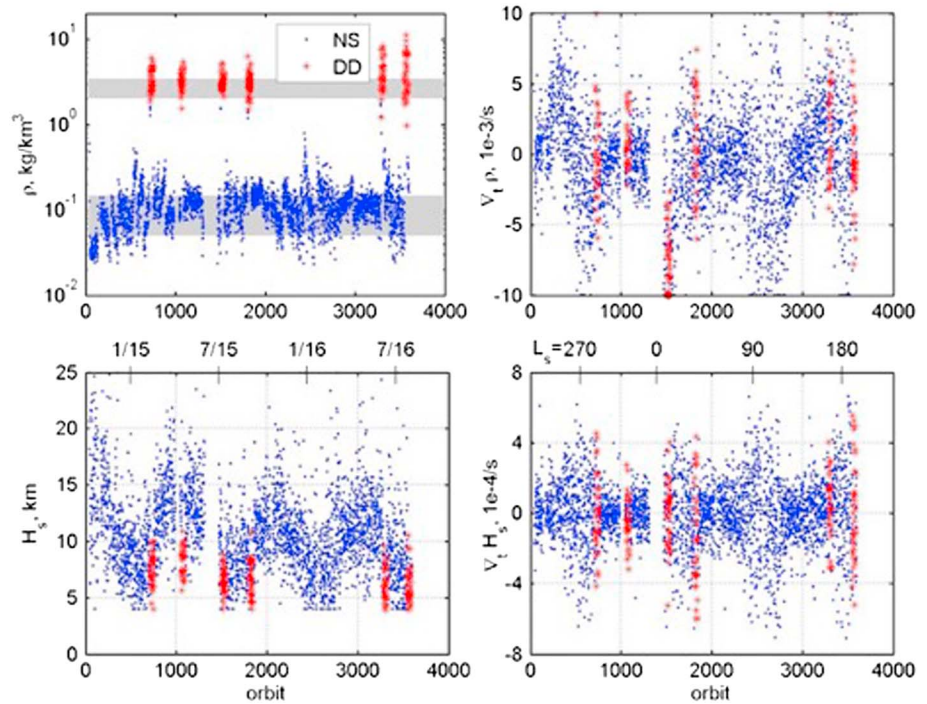 10¹
10⁰
10⁻¹
10⁻²
ρ, kg/km³
NS
DD
0 1000 2000 3000 4000
10
5
0
-5
-10
∇t ρ, 1e-3/s
0 1000 2000 3000 4000
1/15 7/15 1/16 7/16
25
20
15
10
5
0
Hs, km
0 1000 2000 3000 4000
orbit
Ls=270 0 90 180
8
4
0
-4
-8
∇t Hs, 1e-4/s
0 1000 2000 3000 4000
orbit